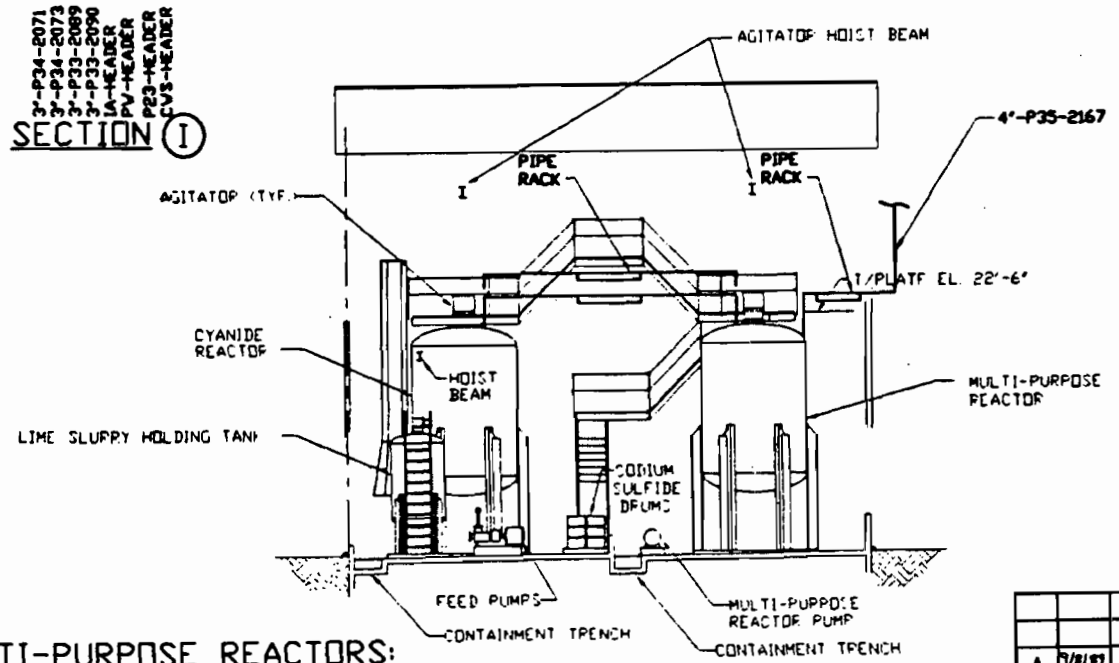 3"-P34-2071
3"-P34-2073
3"-P33-2089
3"-P33-2090
IA-HEADER
PV-HEADER
P23-HEADER
CVS-HEADER
SECTION I
AGITATOR HOIST BEAM
4"-P35-2167
PIPE
RACK
I
PIPE
RACK
I
AGITATOR (TYP.)
T/PLATF EL. 22'-6"
CYANIDE
REACTOR
I
HOIST
BEAM
MULTI-PURPOSE
REACTOR
LIME SLURRY HOLDING TANK
SODIUM
SULFIDE
DRUMS
FEED PUMPS
MULTI-PURPOSE
REACTOR PUMP
CONTAINMENT TRENCH
CONTAINMENT TRENCH
TI-PURPOSE REACTORS:
A